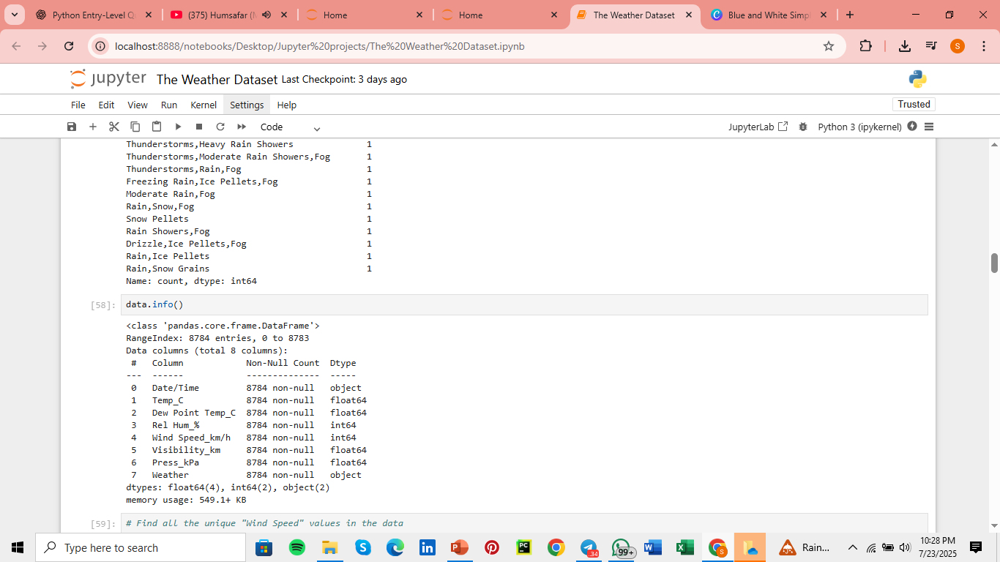 Python Entry-Level Q
(375) Humsafar (
Home
Home
The Weather Dataset
Blue and White Simp
localhost:8888/notebooks/Desktop/Jupyter%20projects/The%20Weather%20Dataset.ipynb
S
jupyter The Weather Dataset Last Checkpoint: 3 days ago
File Edit View Run Kernel Settings Help
Trusted
Code
JupyterLab
Python 3 (ipykernel)
Thunderstorms,Heavy Rain Showers 1
Thunderstorms,Moderate Rain Showers,Fog 1
Thunderstorms,Rain,Fog 1
Freezing Rain,Ice Pellets,Fog 1
Moderate Rain,Fog 1
Rain,Snow,Fog 1
Snow Pellets 1
Rain Showers,Fog 1
Drizzle,Ice Pellets,Fog 1
Rain,Ice Pellets 1
Rain,Snow Grains 1
Name: count, dtype: int64
[58]: data.info()
<class 'pandas.core.frame.DataFrame'>
RangeIndex: 8784 entries, 0 to 8783
Data columns (total 8 columns):
# Column Non-Null Count Dtype
--- ------ -------------- -----
0 Date/Time 8784 non-null object
1 Temp_C 8784 non-null float64
2 Dew Point Temp_C 8784 non-null float64
3 Rel Hum_% 8784 non-null int64
4 Wind Speed_km/h 8784 non-null int64
5 Visibility_km 8784 non-null float64
6 Press_kPa 8784 non-null float64
7 Weather 8784 non-null object
dtypes: float64(4), int64(2), object(2)
memory usage: 549.1+ KB
[59]: # Find all the unique "Wind Speed" values in the data
Type here to search
99+
Rain...
10:28 PM
7/23/2025